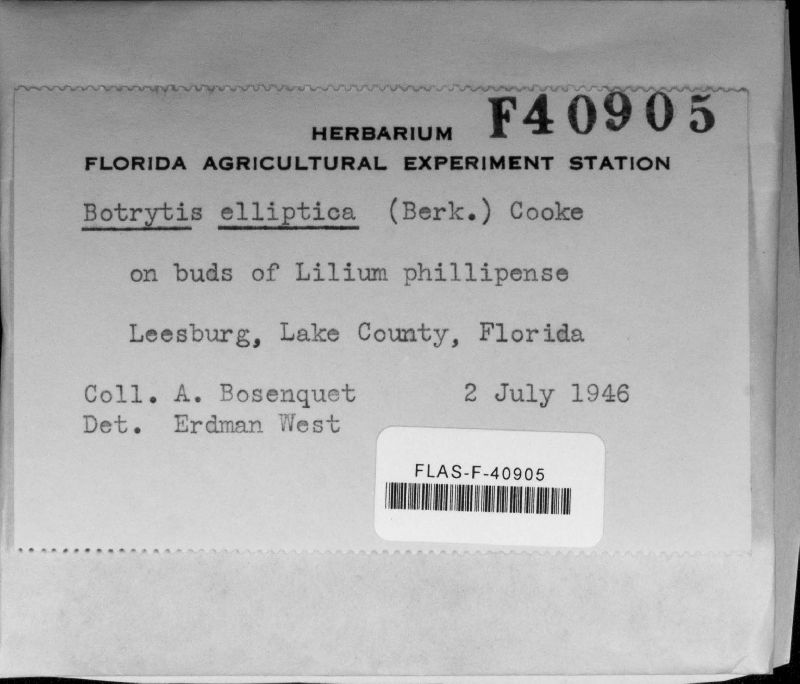 F40905
HERBARIUM
FLORIDA AGRICULTURAL EXPERIMENT STATION
Botrytis elliptica (Berk.) Cooke
on buds of Lilium phillipense
Leesburg, Lake County, Florida
Coll. A. Bosenquet 2 July 1946
Det. Erdman West
FLAS-F-40905